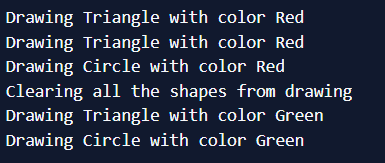 Drawing Triangle with color Red
Drawing Triangle with color Red
Drawing Circle with color Red
Clearing all the shapes from drawing
Drawing Triangle with color Green
Drawing Circle with color Green